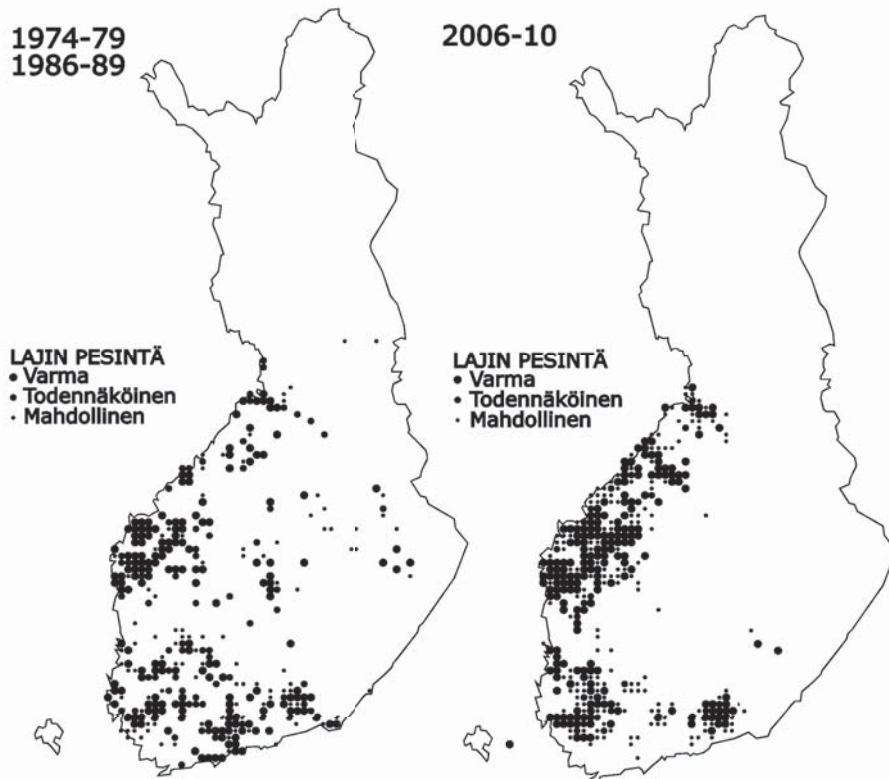 1974-79
1986-89
LAJIN PESINTÄ
Varma
Todennäköinen
Mahdollinen
2006-10
LAJIN PESINTÄ
Varma
Todennäköinen
Mahdollinen